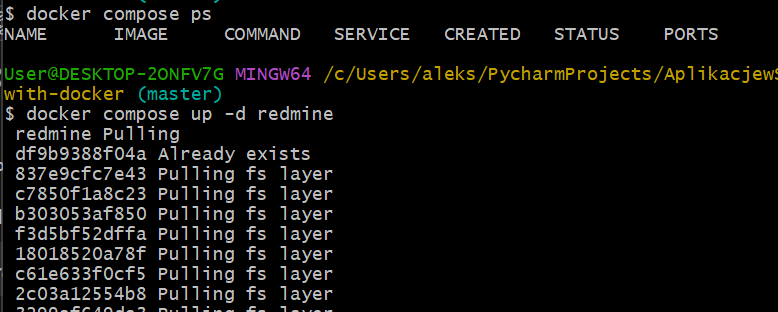 $ docker compose ps
NAME IMAGE COMMAND SERVICE CREATED STATUS PORTS
User@DESKTOP-2ONFV7G MINGW64 /c/Users/aleks/PycharmProjects/AplikacjewS
with-docker (master)
$ docker compose up -d redmine
redmine Pulling
df9b9388f04a Already exists
837e9cfc7e43 Pulling fs layer
c7850f1a8c23 Pulling fs layer
b303053af850 Pulling fs layer
f3d5bf52dffa Pulling fs layer
18018520a78f Pulling fs layer
c61e633f0cf5 Pulling fs layer
2c03a12554b8 Pulling fs layer
Pulling fs layer